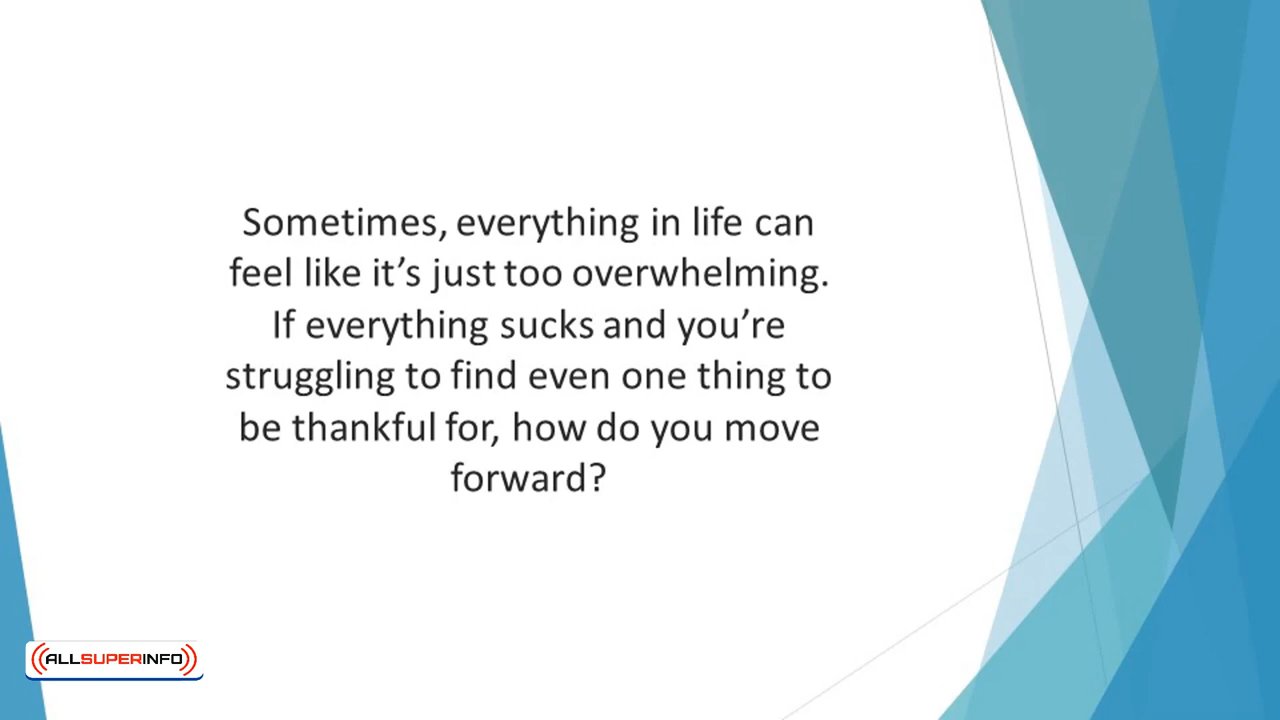 Sometimes, everything in life can
feel like it’s just too overwhelming.
If everything sucks and you’re
struggling to find even one thing to
be thankful for, how do you move
forward?
ALLSUPERINFO